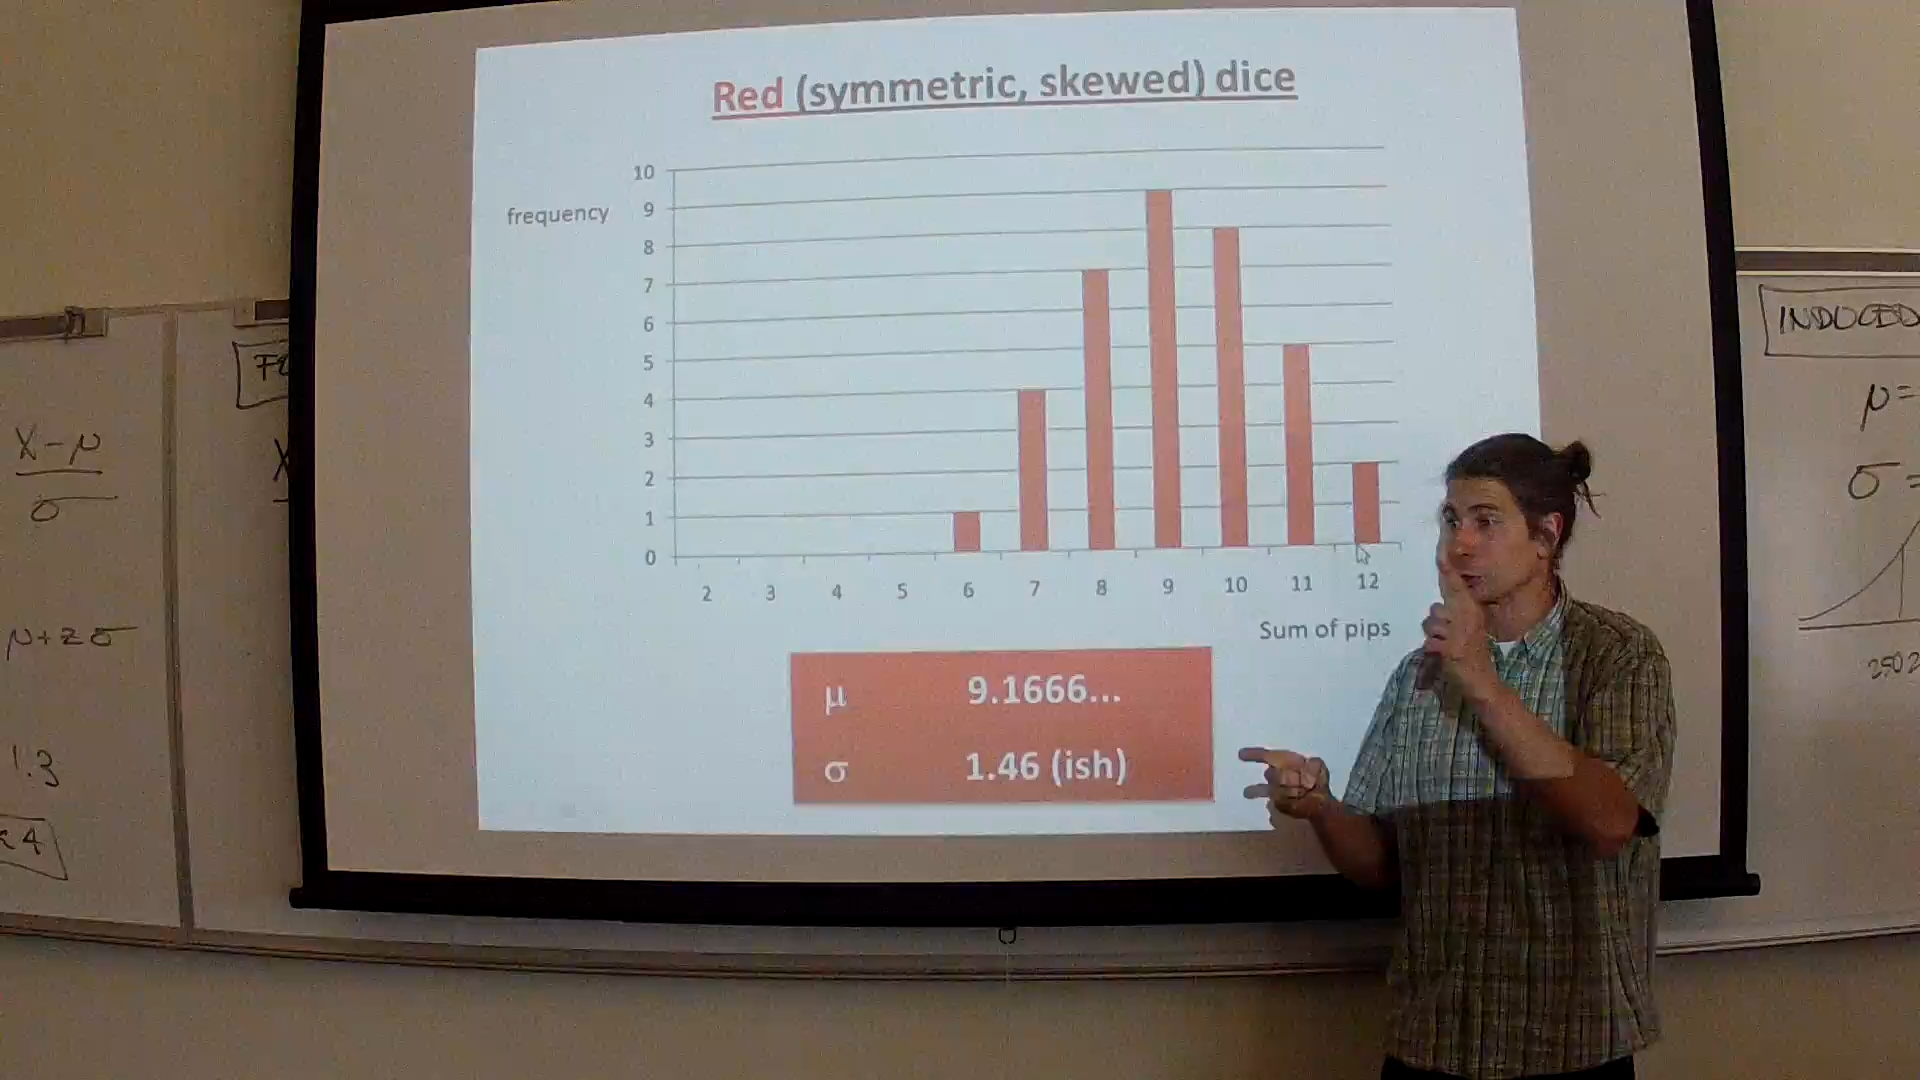 Red (symmetric, skewed) dice
frequency
10
9
8
7
6
5
4
3
2
1
0
2 3 4 5 6 7 8 9 10 11 12
Sum of pips
μ 9.1666...
σ 1.46 (ish)
X-μ
σ
μ+zσ
1.3
4
X
INDUCED
μ=
σ=